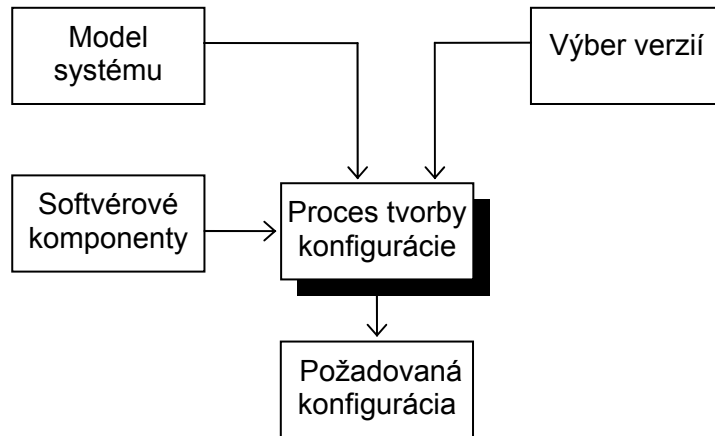 Model
systému
Výber verzií
Softvérové
komponenty
Proces tvorby
konfigurácie
Požadovaná
konfigurácia